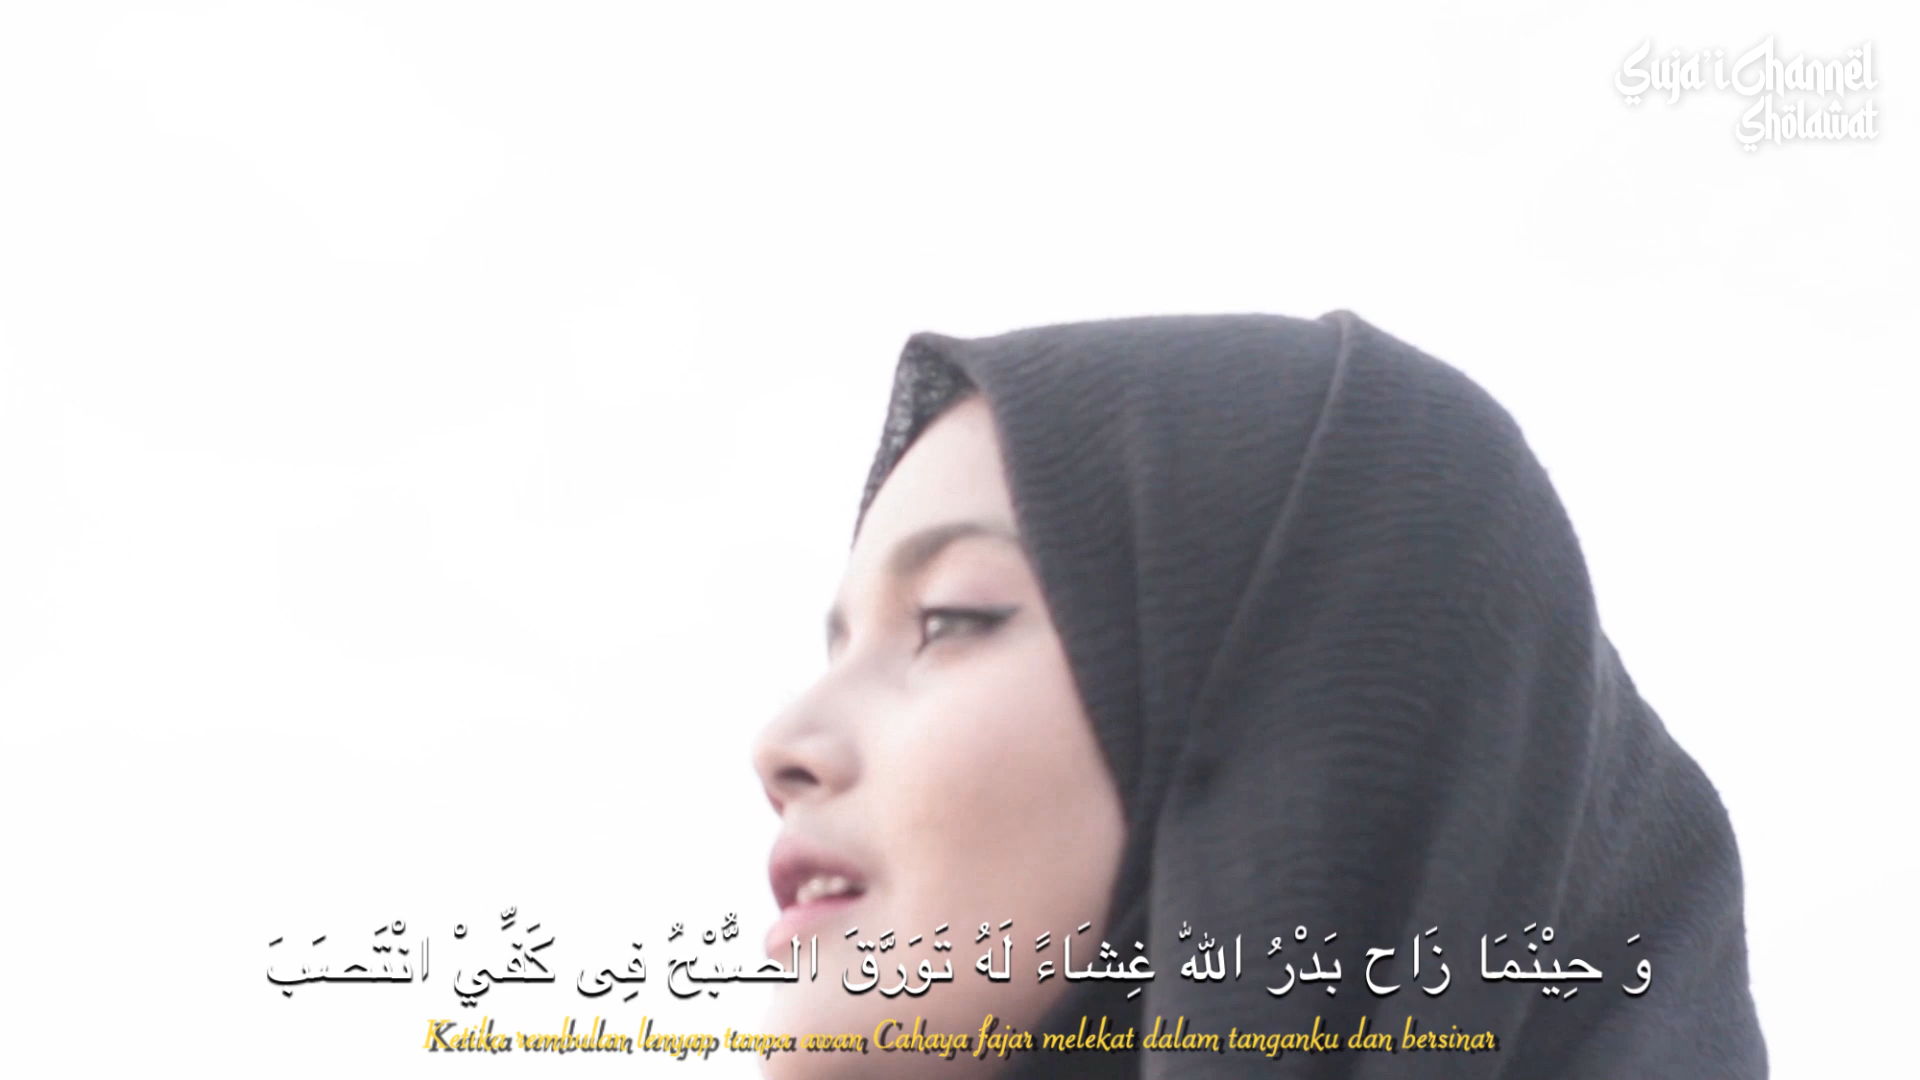 Suja'i Channel
Sholawat
وَ حِيْنَمَا زَاح بَدْرُ اللّٰه غِشَاءً لَهُ تَوَرَّقَ الصُّبْحُ فِى كَفِّيْ انْتَصَبَ
Ketika rembulan lenyap tanpa awan Cahaya fajar melekat dalam tanganku dan bersinar